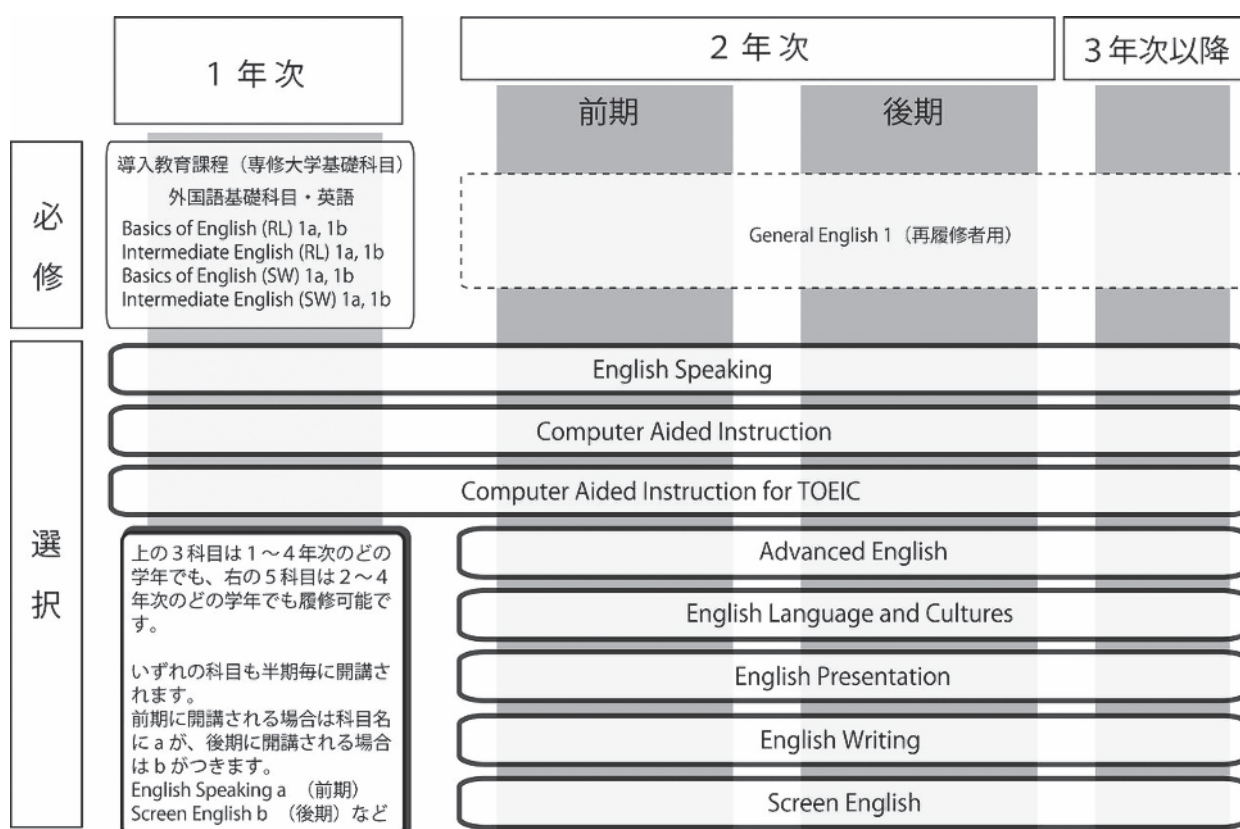 1年次
2年次
3年次以降
前期
後期
必修
導入教育課程（専修大学基礎科目）
外国語基礎科目・英語
Basics of English (RL) 1a, 1b
Intermediate English (RL) 1a, 1b
Basics of English (SW) 1a, 1b
Intermediate English (SW) 1a, 1b
General English 1（再履修者用）
選択
English Speaking
Computer Aided Instruction
Computer Aided Instruction for TOEIC
上の3科目は1～4年次のどの
学年でも、右の5科目は2～4
年次のどの学年でも履修可能で
す。
いずれの科目も半期毎に開講さ
れます。
前期に開講される場合は科目名
にaが、後期に開講される場合
はbがつきます。
English Speaking a （前期）
Screen English b （後期）など
Advanced English
English Language and Cultures
English Presentation
English Writing
Screen English